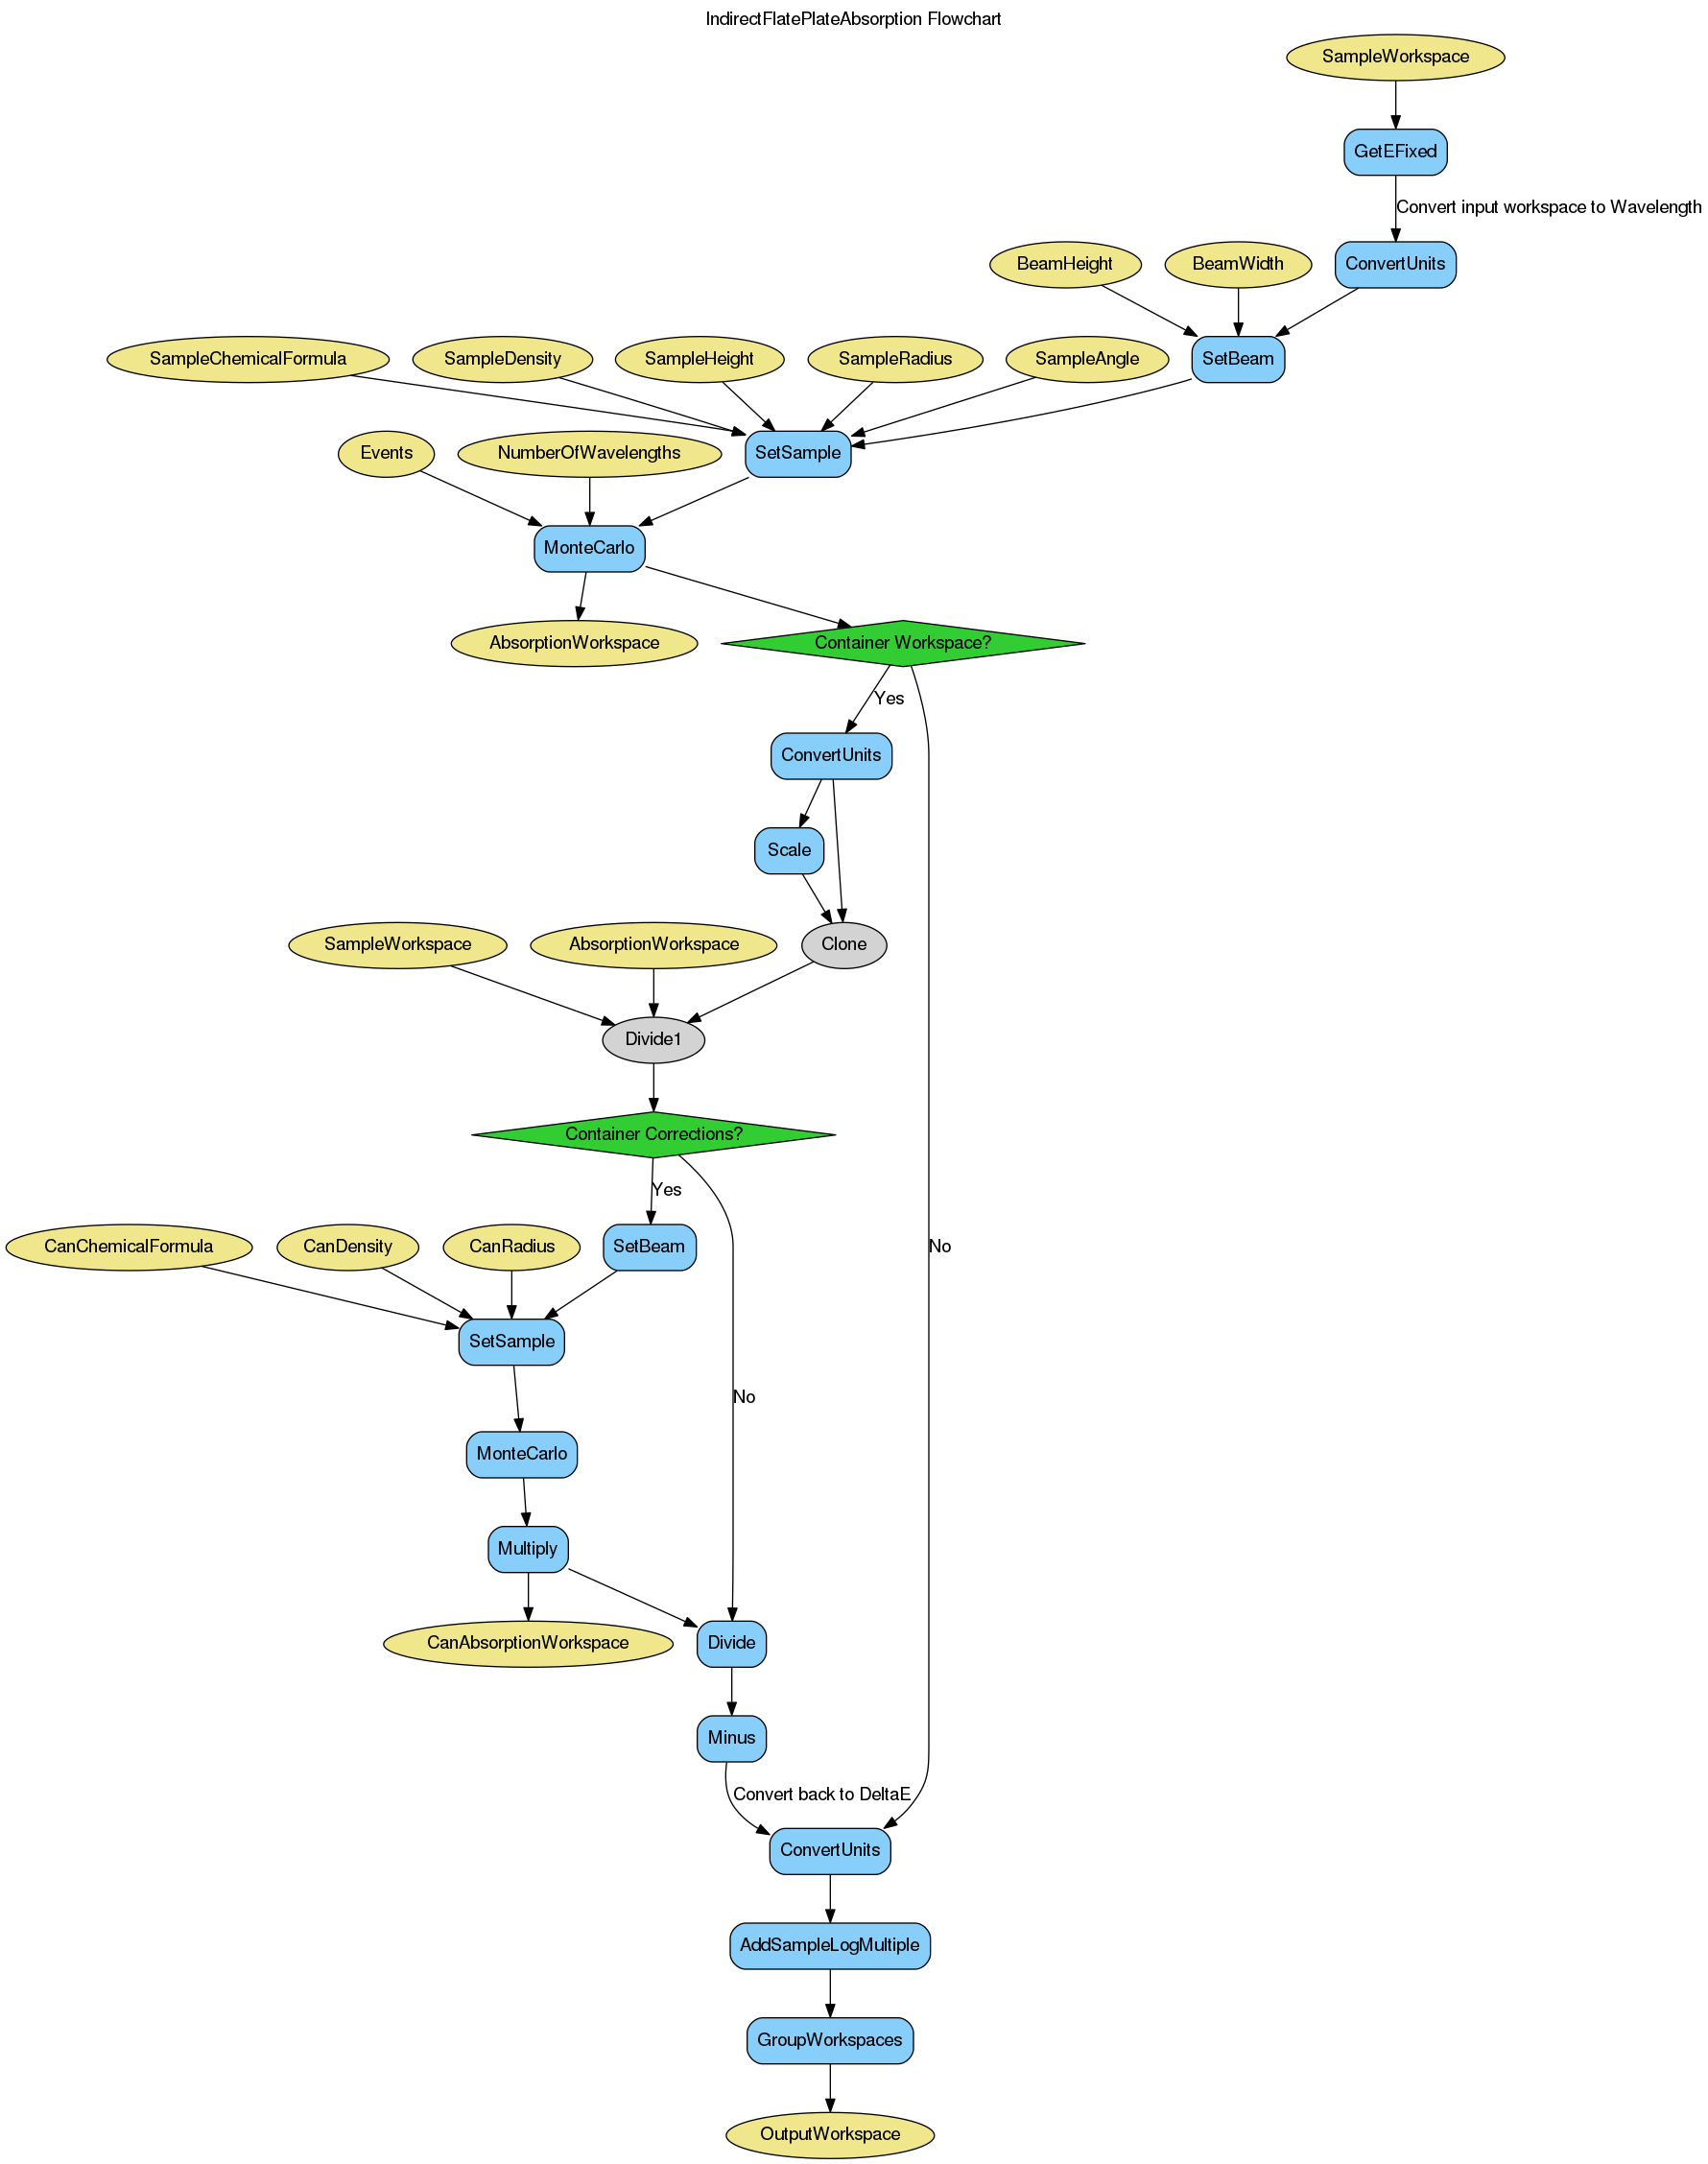 IndirectFlatePlateAbsorption Flowchart
SampleWorkspace
GetEFixed
Convert input workspace to Wavelength
BeamHeight
BeamWidth
ConvertUnits
SampleChemicalFormula
SampleDensity
SampleHeight
SampleRadius
SampleAngle
SetBeam
Events
NumberOfWavelengths
SetSample
MonteCarlo
AbsorptionWorkspace
Container Workspace?
Yes
ConvertUnits
Scale
SampleWorkspace
AbsorptionWorkspace
Clone
Divide1
Container Corrections?
Yes
CanChemicalFormula
CanDensity
CanRadius
SetBeam
No
SetSample
No
MonteCarlo
Multiply
CanAbsorptionWorkspace
Divide
Minus
Convert back to DeltaE
ConvertUnits
AddSampleLogMultiple
GroupWorkspaces
OutputWorkspace